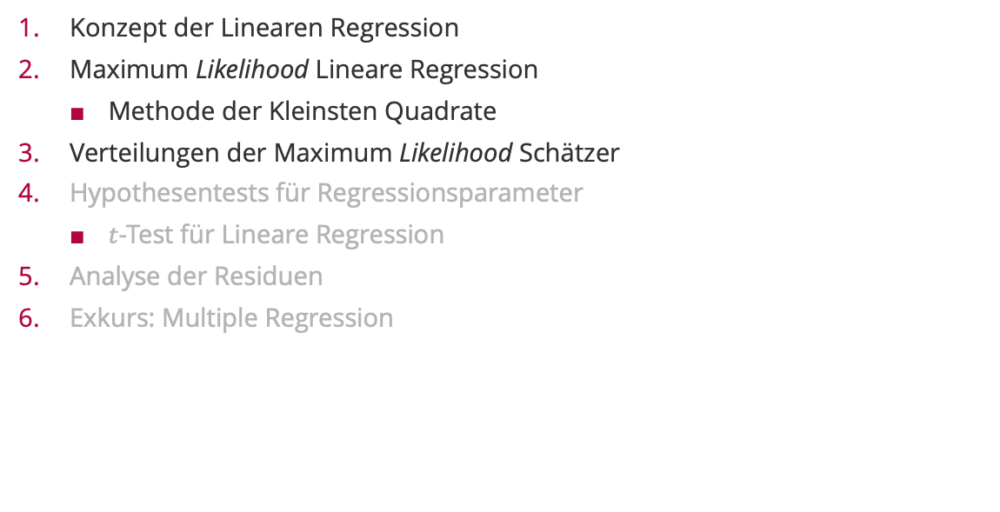 1. Konzept der Linearen Regression
2. Maximum Likelihood Lineare Regression
■ Methode der Kleinsten Quadrate
3. Verteilungen der Maximum Likelihood Schätzer
4. Hypothesentests für Regressionsparameter
■ t-Test für Lineare Regression
5. Analyse der Residuen
6. Exkurs: Multiple Regression